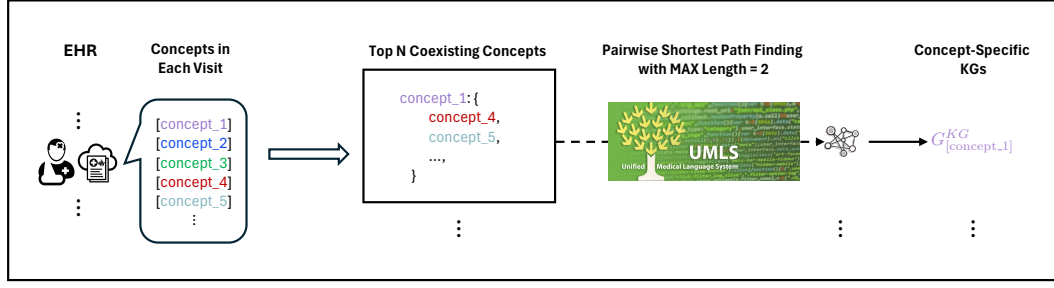 EHR
Concepts in
Each Visit
[concept_1]
[concept_2]
[concept_3]
[concept_4]
[concept_5]
Top N Coexisting Concepts
concept_1: {
concept_4,
concept_5,
...,
}
Pairwise Shortest Path Finding
with MAX Length = 2
UMLS
Unified Medical Language System
Concept-Specific
KGs
G^{KG}_{[concept_1]}